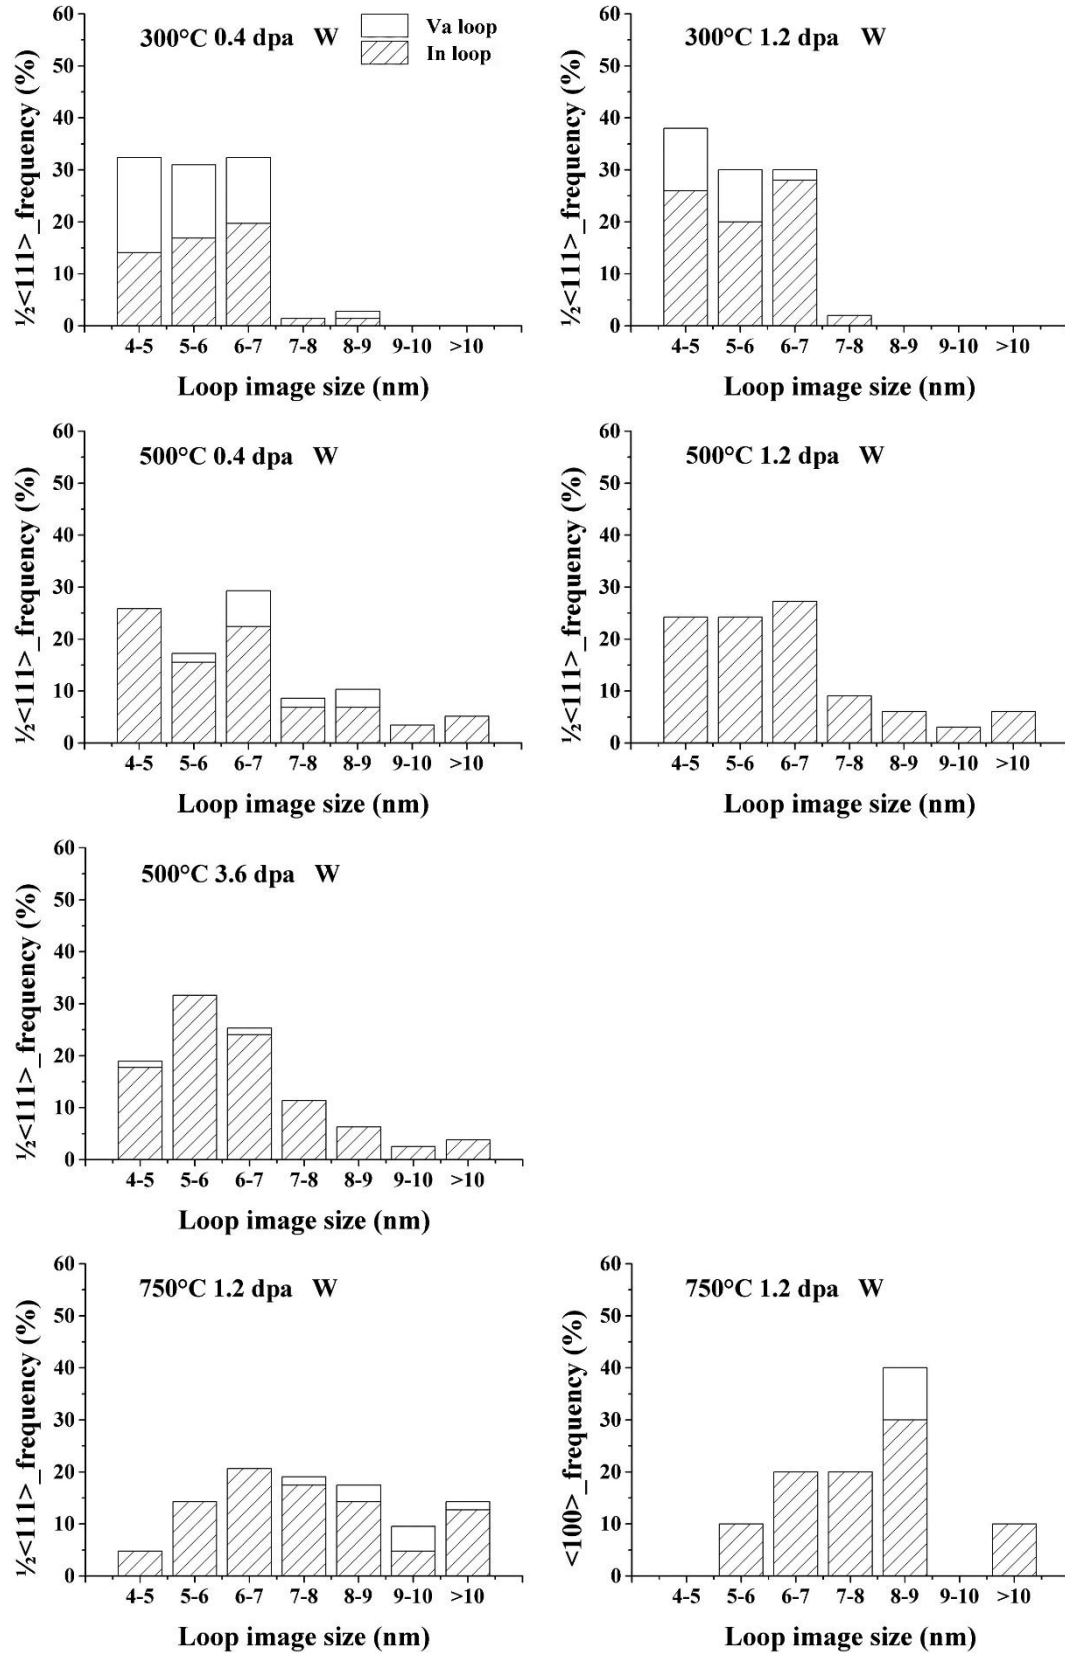 300°C 0.4 dpa W
Va loop
In loop
60
50
40
30
20
10
0
½<111>_frequency (%)
4-5 5-6 6-7 7-8 8-9 9-10 >10
Loop image size (nm)
300°C 1.2 dpa W
60
50
40
30
20
10
0
½<111>_frequency (%)
4-5 5-6 6-7 7-8 8-9 9-10 >10
Loop image size (nm)
500°C 0.4 dpa W
60
50
40
30
20
10
0
½<111>_frequency (%)
4-5 5-6 6-7 7-8 8-9 9-10 >10
Loop image size (nm)
500°C 1.2 dpa W
60
50
40
30
20
10
0
½<111>_frequency (%)
4-5 5-6 6-7 7-8 8-9 9-10 >10
Loop image size (nm)
500°C 3.6 dpa W
60
50
40
30
20
10
0
½<111>_frequency (%)
4-5 5-6 6-7 7-8 8-9 9-10 >10
Loop image size (nm)
750°C 1.2 dpa W
60
50
40
30
20
10
0
½<111>_frequency (%)
4-5 5-6 6-7 7-8 8-9 9-10 >10
Loop image size (nm)
750°C 1.2 dpa W
60
50
40
30
20
10
0
<100>_frequency (%)
4-5 5-6 6-7 7-8 8-9 9-10 >10
Loop image size (nm)